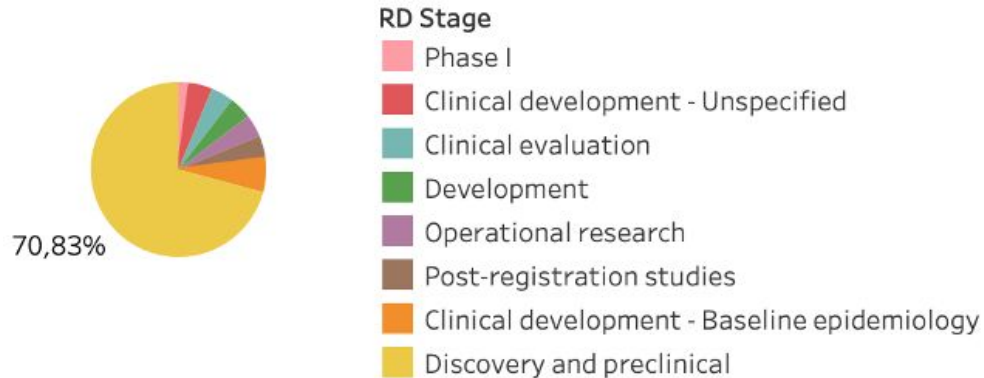 RD Stage
Phase I
Clinical development - Unspecified
Clinical evaluation
Development
Operational research
Post-registration studies
Clinical development - Baseline epidemiology
Discovery and preclinical
70,83%